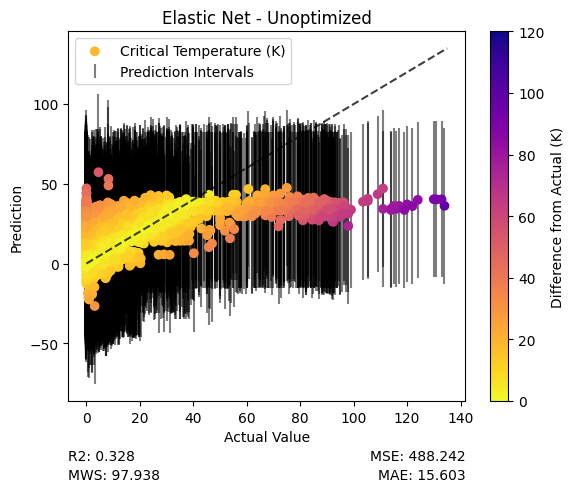 Elastic Net - Unoptimized
Critical Temperature (K)
Prediction Intervals
Prediction
100
50
0
−50
0
20
40
60
80
100
120
140
Actual Value
120
100
80
60
40
20
0
Difference from Actual (K)
R2: 0.328
MSE: 488.242
MWS: 97.938
MAE: 15.603